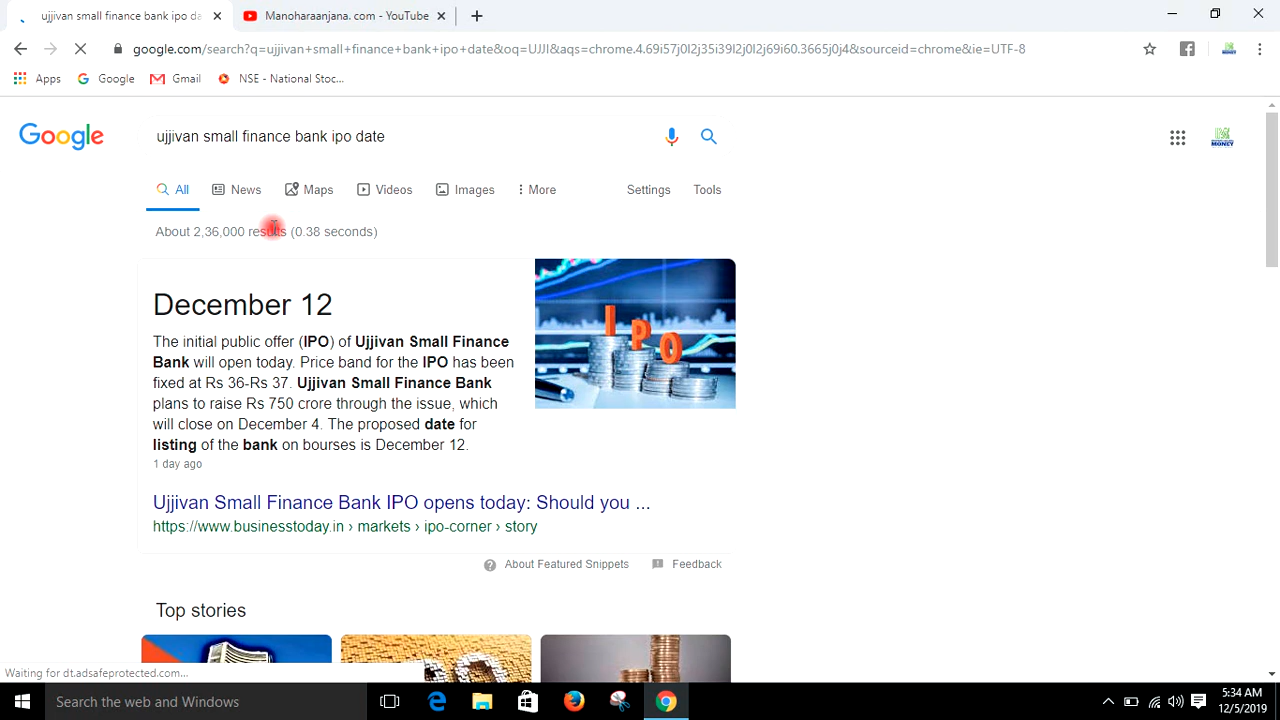 ujjivan small finance bank ipo da
Manoharaanjana. com - YouTube
google.com/search?q=ujjivan+small+finance+bank+ipo+date&oq=UJJI&aqs=chrome.4.69i57j0l2j35i39l2j0l2j69i60.3665j0j4&sourceid=chrome&ie=UTF-8
Apps Google Gmail NSE - National Stoc...
Google
ujjivan small finance bank ipo date
MONEY
All News Maps Videos Images More Settings Tools
About 2,36,000 results (0.38 seconds)
December 12
The initial public offer (IPO) of Ujjivan Small Finance
Bank will open today. Price band for the IPO has been
fixed at Rs 36-Rs 37. Ujjivan Small Finance Bank
plans to raise Rs 750 crore through the issue, which
will close on December 4. The proposed date for
listing of the bank on bourses is December 12.
1 day ago
IPO
Ujjivan Small Finance Bank IPO opens today: Should you ...
https://www.businesstoday.in › markets › ipo-corner › story
About Featured Snippets Feedback
Top stories
Waiting for dt.adsafeprotected.com...
Search the web and Windows
5:34 AM
12/5/2019